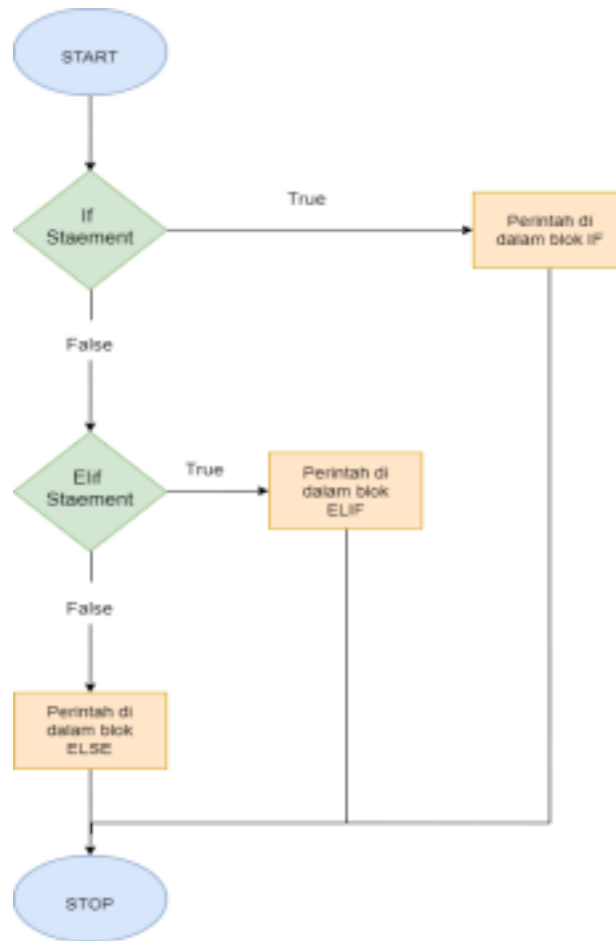 START
If
Staement
True
Perintah di
dalam blok IF
False
Elif
Staement
True
Perintah di
dalam blok
ELIF
False
Perintah di
dalam blok
ELSE
STOP